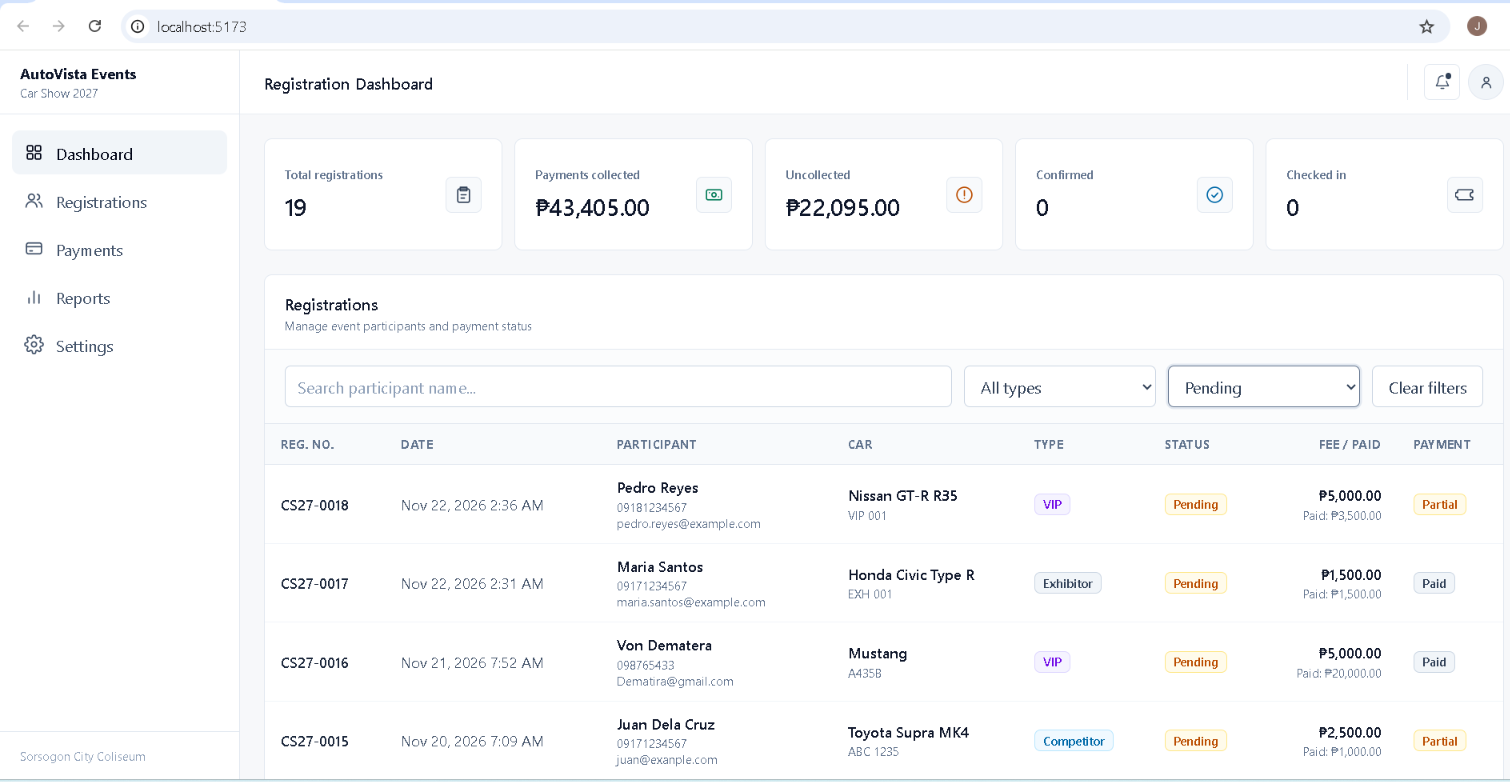 localhost:5173
J
AutoVista Events
Car Show 2027
Registration Dashboard
Dashboard
Registrations
Payments
Reports
Settings
Sorsogon City Coliseum
Total registrations
19
Payments collected
₱43,405.00
Uncollected
₱22,095.00
Confirmed
0
Checked in
0
Registrations
Manage event participants and payment status
Search participant name... All types Pending Clear filters
REG. NO. DATE PARTICIPANT CAR TYPE STATUS FEE / PAID PAYMENT
CS27-0018 Nov 22, 2026 2:36 AM Pedro Reyes Nissan GT-R R35 VIP Pending ₱5,000.00 Partial
09181234567 VIP 001 Paid: ₱3,500.00
pedro.reyes@example.com
CS27-0017 Nov 22, 2026 2:31 AM Maria Santos Honda Civic Type R Exhibitor Pending ₱1,500.00 Paid
09171234567 EXH 001 Paid: ₱1,500.00
maria.santos@example.com
CS27-0016 Nov 21, 2026 7:52 AM Von Dematera Mustang VIP Pending ₱5,000.00 Paid
098765433 A435B Paid: ₱20,000.00
Dematira@gmail.com
CS27-0015 Nov 20, 2026 7:09 AM Juan Dela Cruz Toyota Supra MK4 Competitor Pending ₱2,500.00 Partial
09171234567 ABC 1235 Paid: ₱1,000.00
juan@exanple.com